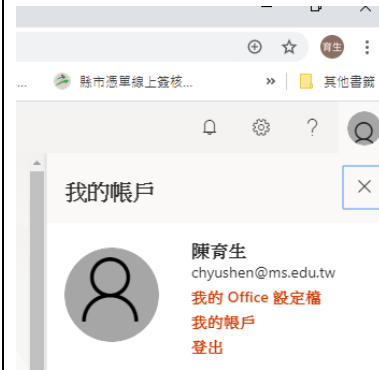 育生
...
縣市憑單線上簽核...
»
其他書籤
?
我的帳戶
陳育生
chyushen@ms.edu.tw
我的 Office 設定檔
我的帳戶
登出